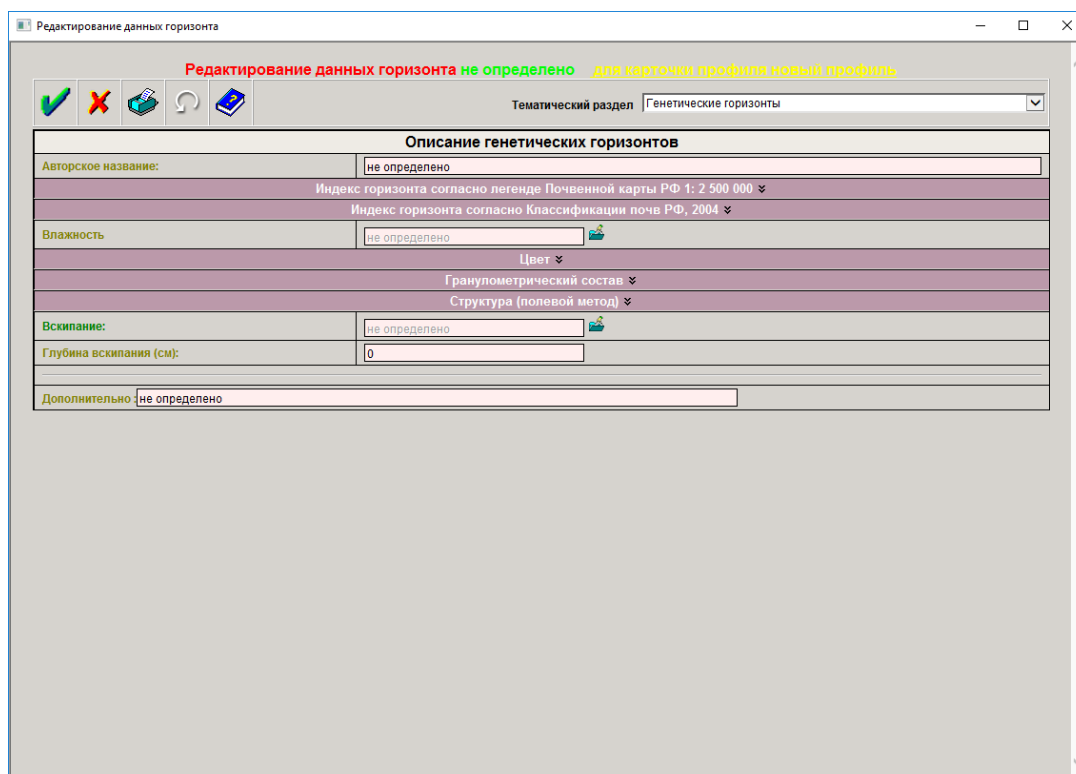 Редактирование данных горизонта
Редактирование данных горизонта не определено для карточки профиля новый профиль
Тематический раздел Генетические горизонты
Описание генетических горизонтов
Авторское название: не определено
Индекс горизонта согласно легенде Почвенной карты РФ 1: 2 500 000
Индекс горизонта согласно Классификации почв РФ, 2004
Влажность не определено
Цвет
Гранулометрический состав
Структура (полевой метод)
Вскипание: не определено
Глубина вскипания (см): 0
Дополнительно : не определено